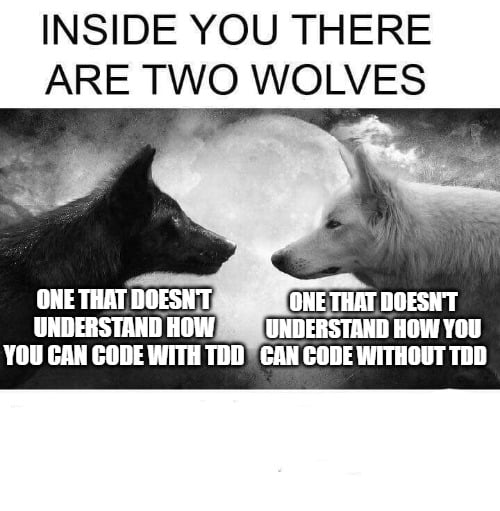 INSIDE YOU THERE
ARE TWO WOLVES
ONE THAT DOESN'T
UNDERSTAND HOW
YOU CAN CODE WITH TDD
ONE THAT DOESN'T
UNDERSTAND HOW YOU
CAN CODE WITHOUT TDD